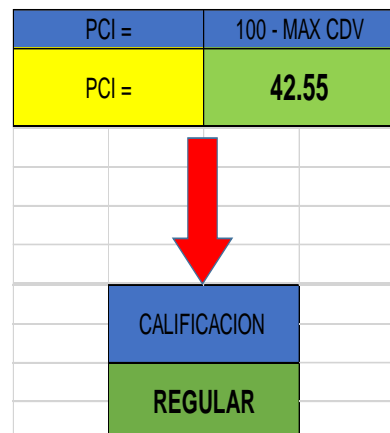 PCI = 100 - MAX CDV
PCI = 42.55
CALIFICACION
REGULAR